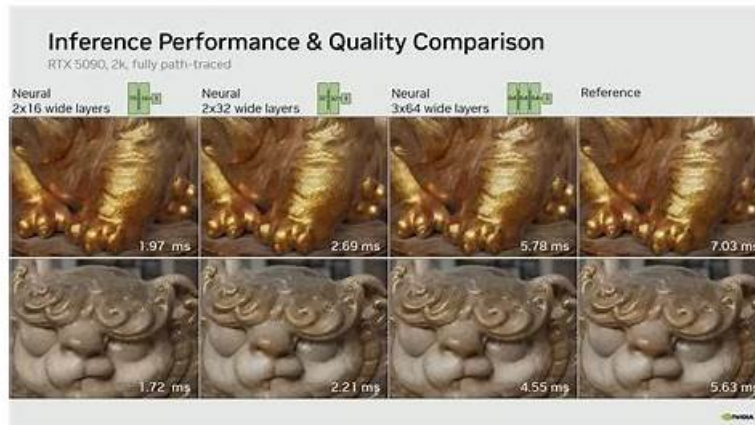 Inference Performance & Quality Comparison
RTX 5090, 2k, fully path-traced
Neural
2x16 wide layers
Neural
2x32 wide layers
Neural
3x64 wide layers
Reference
1.97 ms
2.69 ms
5.78 ms
7.03 ms
1.72 ms
2.21 ms
4.55 ms
5.63 ms
NVIDIA